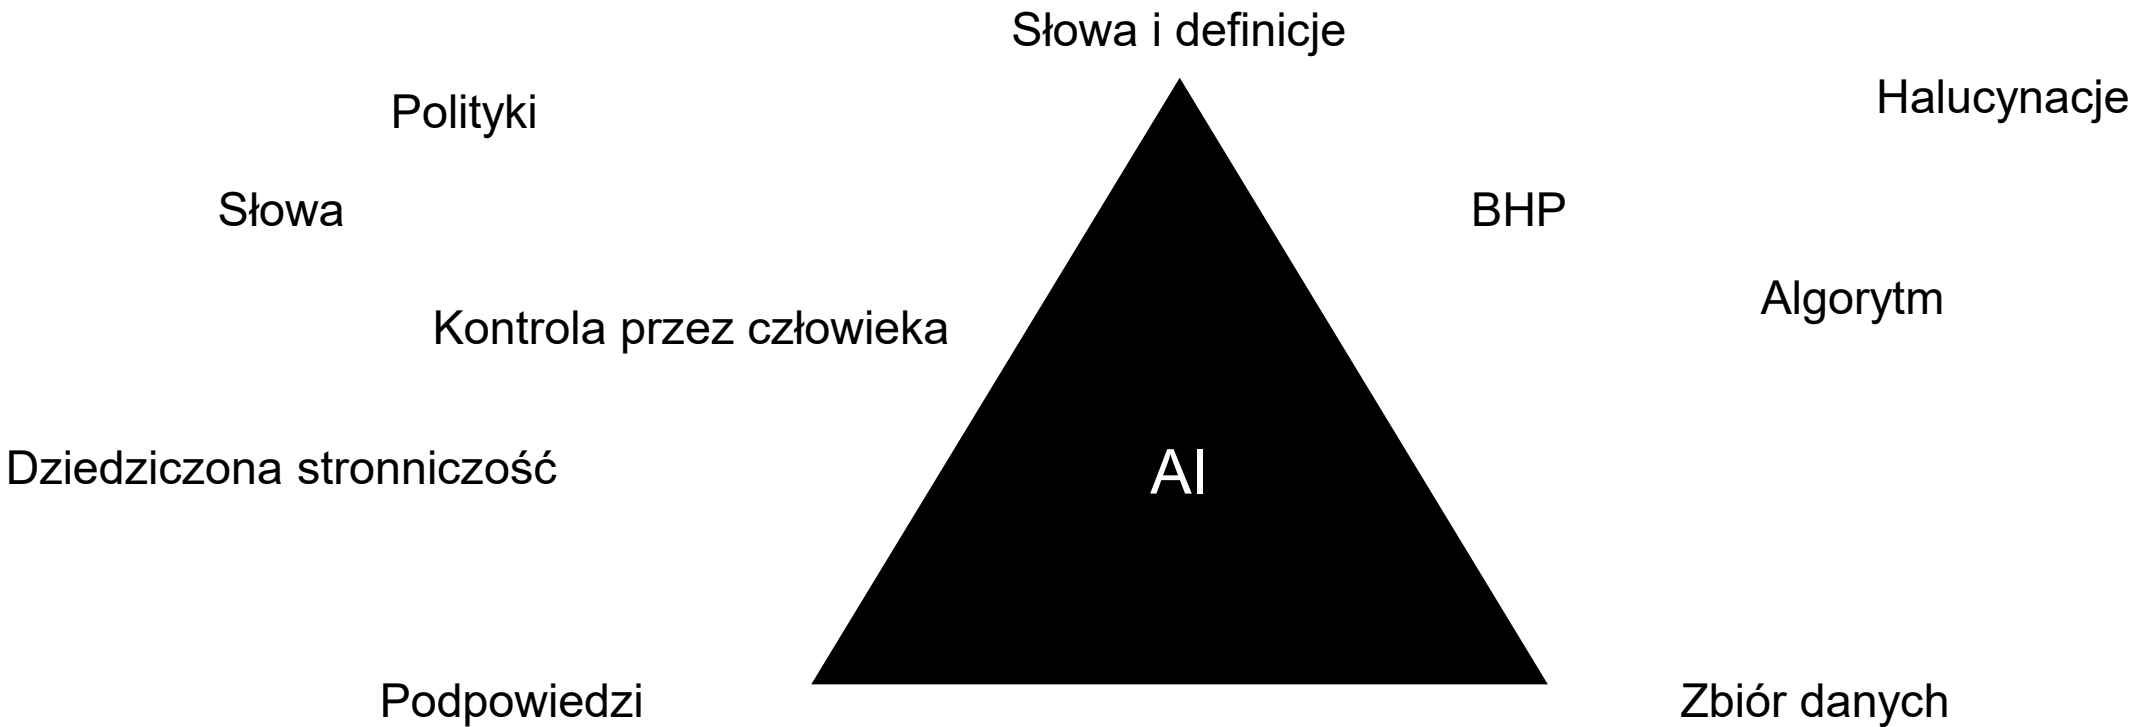 Słowa i definicje
Polityki
Halucynacje
Słowa
BHP
Algorytm
Kontrola przez człowieka
Dziedziczona stronniczość
AI
Podpowiedzi
Zbiór danych